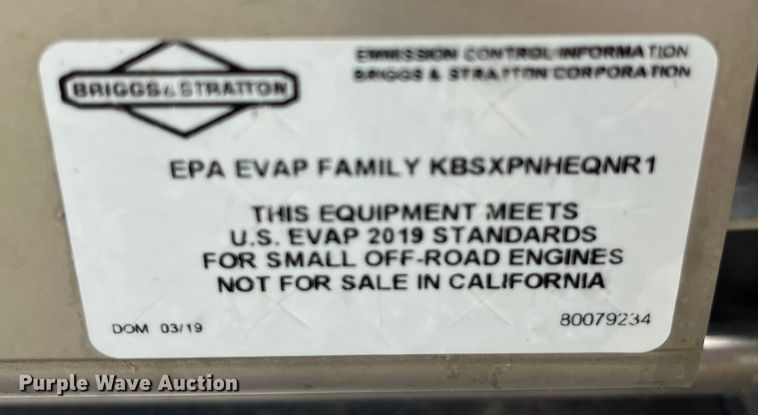 BRIGGS & STRATTON
EMISSION CONTROL INFORMATION
BRIGGS & STRATTON CORPORATION
EPA EVAP FAMILY KBSXPNHEQNR1
THIS EQUIPMENT MEETS
U.S. EVAP 2019 STANDARDS
FOR SMALL OFF-ROAD ENGINES
NOT FOR SALE IN CALIFORNIA
DOM 03/19
80079234
Purple Wave Auction